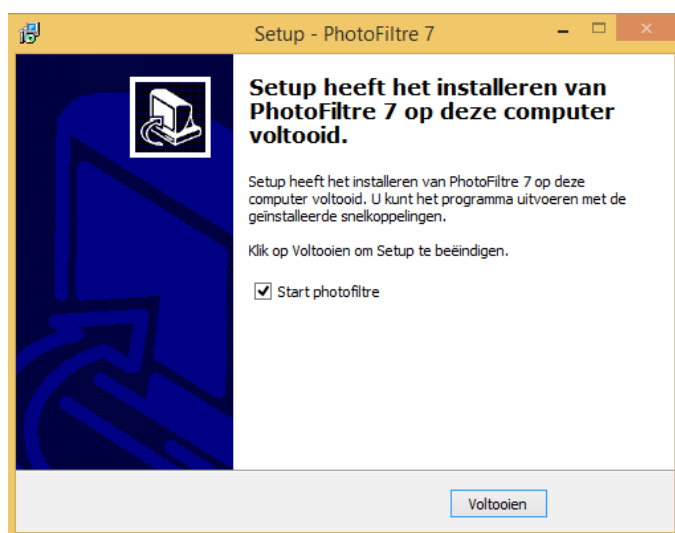 Setup - PhotoFiltre 7
Setup heeft het installeren van
PhotoFiltre 7 op deze computer
voltooid.
Setup heeft het installeren van PhotoFiltre 7 op deze
computer voltooid. U kunt het programma uitvoeren met de
geïnstalleerde snelkoppelingen.
Klik op Voltooien om Setup te beëindigen.
Start photofiltre
Voltooien